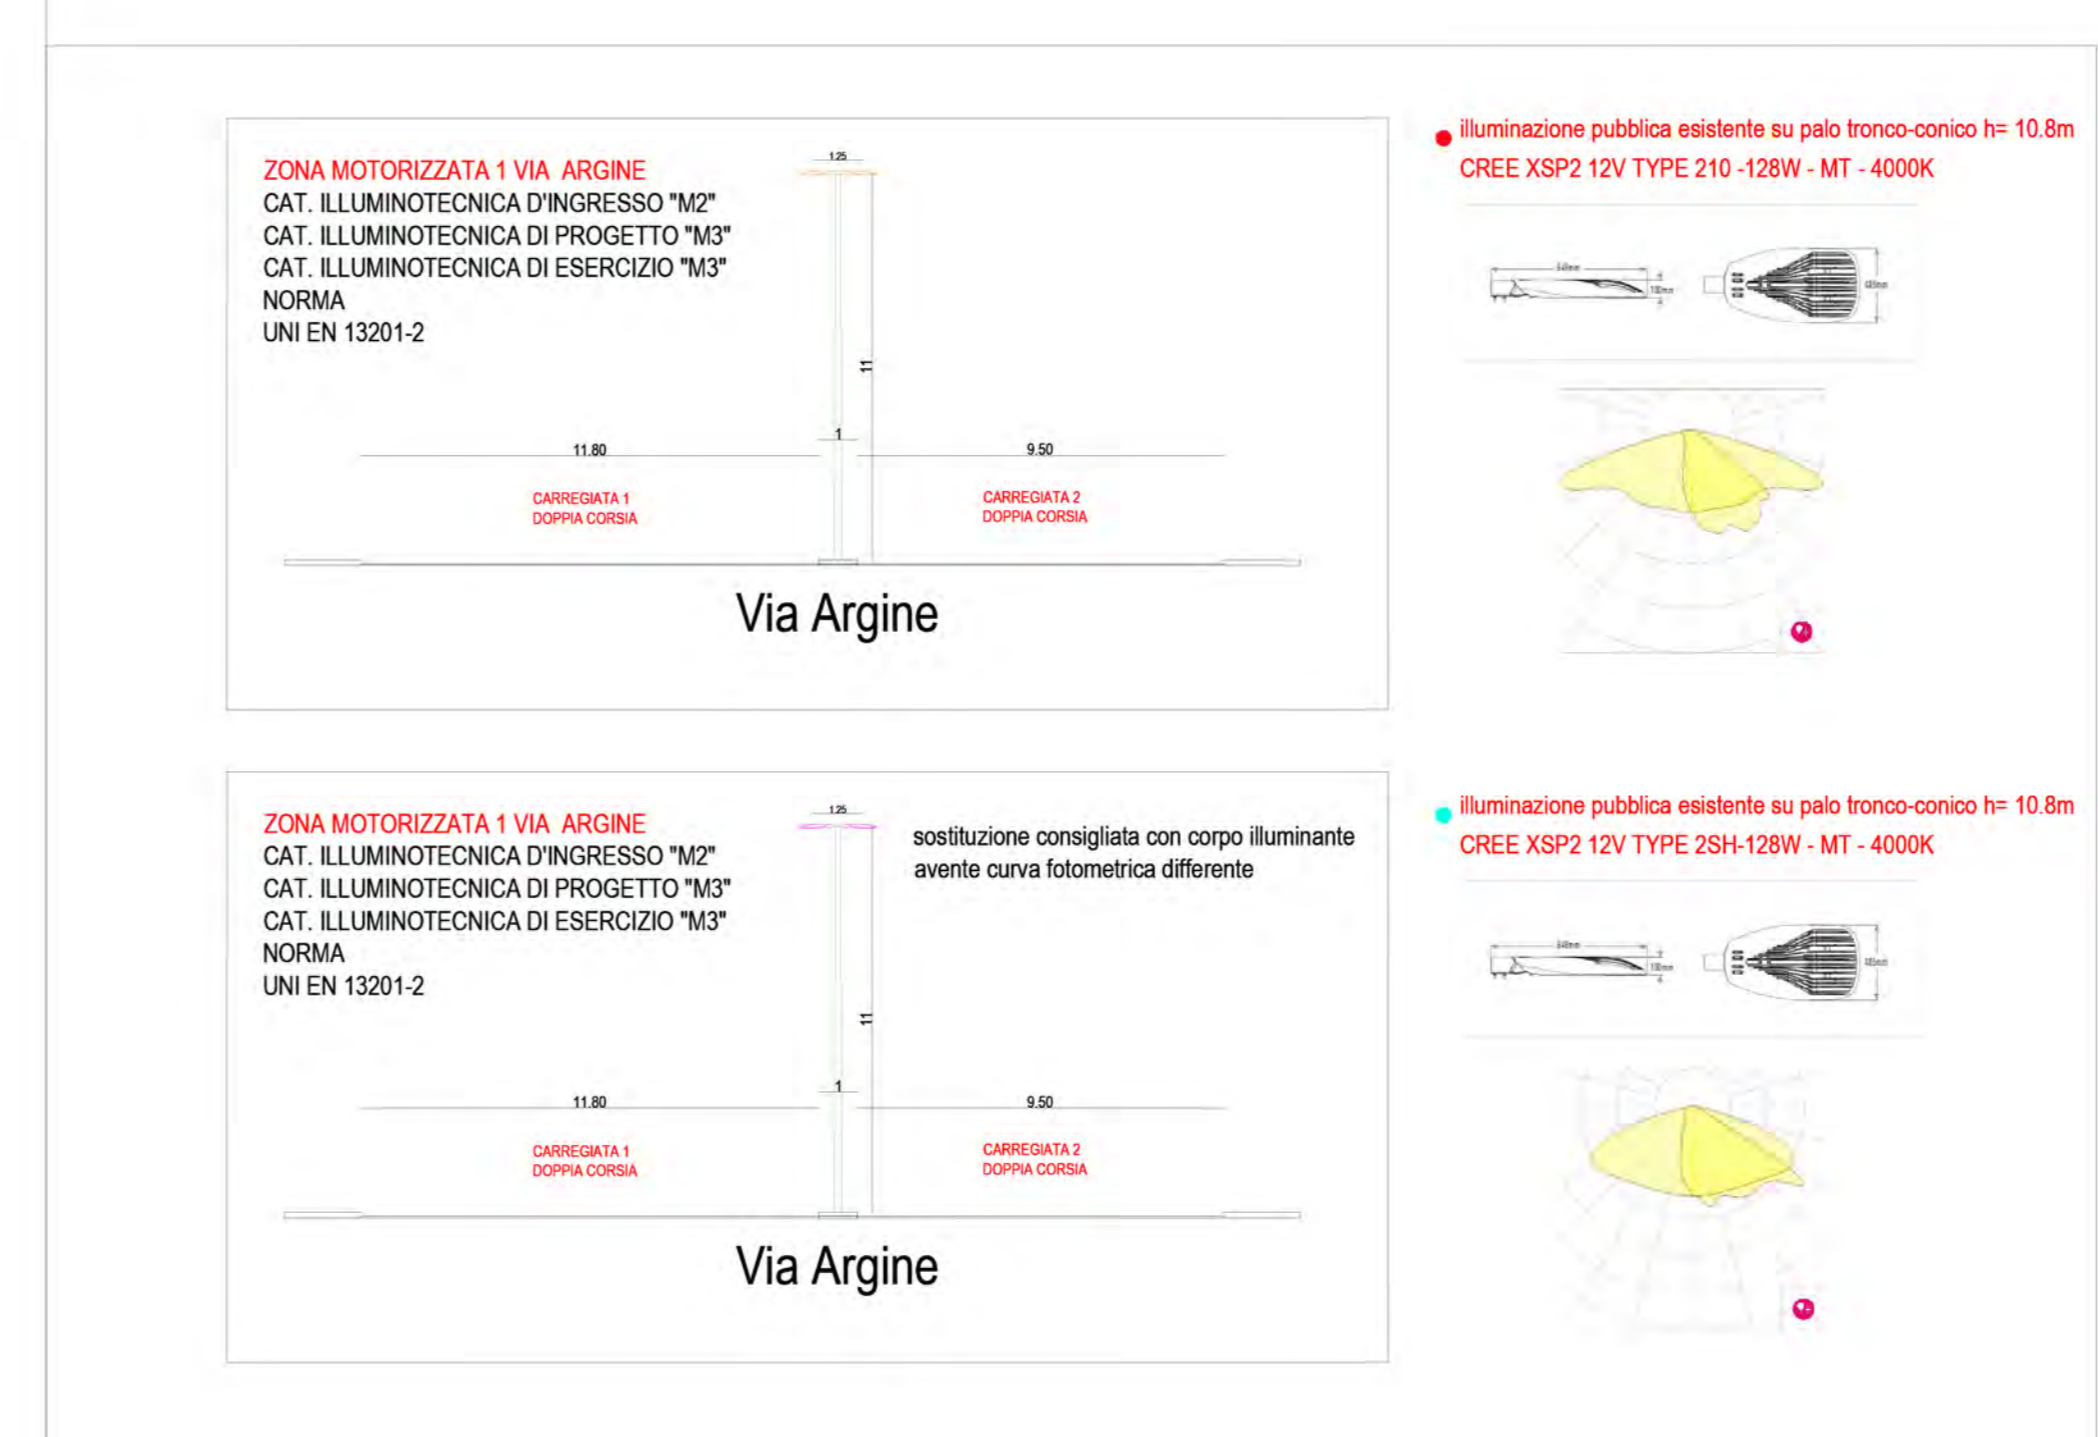 ZONA MOTORIZZATA 1 VIA ARGINE
CAT. ILLUMINOTECNICA D'INGRESSO "M2"
CAT. ILLUMINOTECNICA DI PROGETTO "M3"
CAT. ILLUMINOTECNICA DI ESERCIZIO "M3"
NORMA
UNI EN 13201-2
1.25
11
1
11.80
9.50
CARREGIATA 1
DOPPIA CORSIA
CARREGIATA 2
DOPPIA CORSIA
Via Argine
illuminazione pubblica esistente su palo tronco-conico h= 10.8m
CREE XSP2 12V TYPE 210 -128W - MT - 4000K
ZONA MOTORIZZATA 1 VIA ARGINE
CAT. ILLUMINOTECNICA D'INGRESSO "M2"
CAT. ILLUMINOTECNICA DI PROGETTO "M3"
CAT. ILLUMINOTECNICA DI ESERCIZIO "M3"
NORMA
UNI EN 13201-2
1.25
sostituzione consigliata con corpo illuminante
avente curva fotometrica differente
11
1
11.80
9.50
CARREGIATA 1
DOPPIA CORSIA
CARREGIATA 2
DOPPIA CORSIA
Via Argine
illuminazione pubblica esistente su palo tronco-conico h= 10.8m
CREE XSP2 12V TYPE 2SH-128W - MT - 4000K